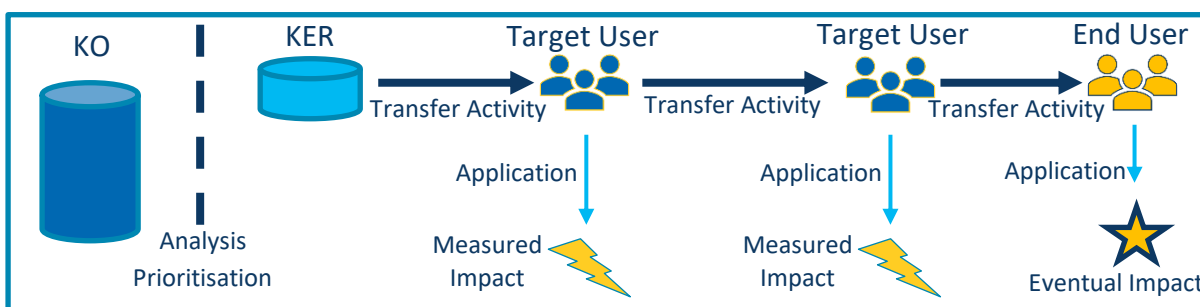 KO
KER
Target User
Target User
End User
Transfer Activity
Transfer Activity
Transfer Activity
Application
Application
Application
Analysis
Prioritisation
Measured
Impact
Measured
Impact
Eventual Impact